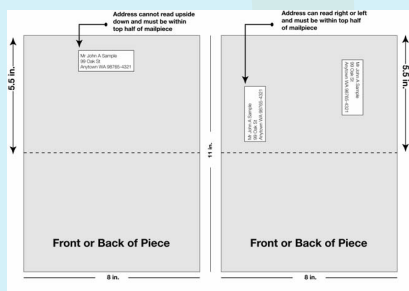 Address cannot read upside
down and must be within
top half of mailpiece
Address can read right or left
and must be within top half
of mailpiece
5.5 in.
Mr John A Sample
99 Oak St
Anytown WA 98765-4321
Front or Back of Piece
8 in.
11 in.
Mr John A Sample
99 Oak St
Anytown WA 98765-4321
Mr John A Sample
99 Oak St
Anytown WA 98765-4321
5.5 in.
Front or Back of Piece
8 in.